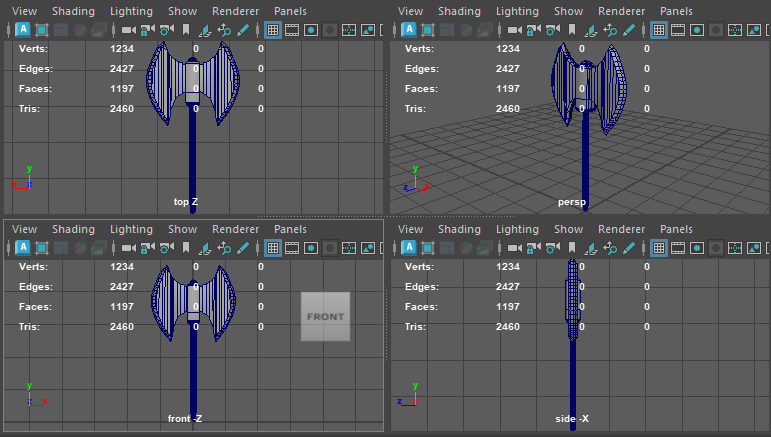 View Shading Lighting Show Renderer Panels
A
Verts: 1234 0 0
Edges: 2427 0 0
Faces: 1197 0 0
Tris: 2460 0 0
y
x z
top Z
View Shading Lighting Show Renderer Panels
A
Verts: 1234 0 0
Edges: 2427 0 0
Faces: 1197 0 0
Tris: 2460 0 0
y
z x
persp
View Shading Lighting Show Renderer Panels
A
Verts: 1234 0 0
Edges: 2427 0 0
Faces: 1197 0 0
Tris: 2460 0 0
FRONT
y
z x
front -Z
View Shading Lighting Show Renderer Panels
A
Verts: 1234 0 0
Edges: 2427 0 0
Faces: 1197 0 0
Tris: 2460 0 0
y
z x
side -X